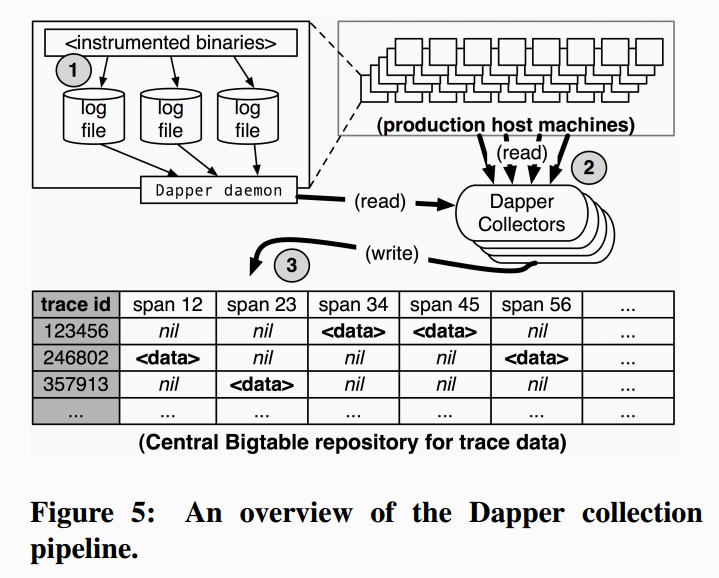 <instrumented binaries>
1
log file
log file
log file
Dapper daemon
(production host machines)
(read)
2
(read)
Dapper Collectors
(write)
3
trace id span 12 span 23 span 34 span 45 span 56 ...
123456 nil nil <data> <data> nil ...
246802 <data> nil nil nil <data> ...
357913 nil <data> nil nil nil ...
... ... ... ... ... ... ...
(Central Bigtable repository for trace data)
Figure 5: An overview of the Dapper collection
pipeline.